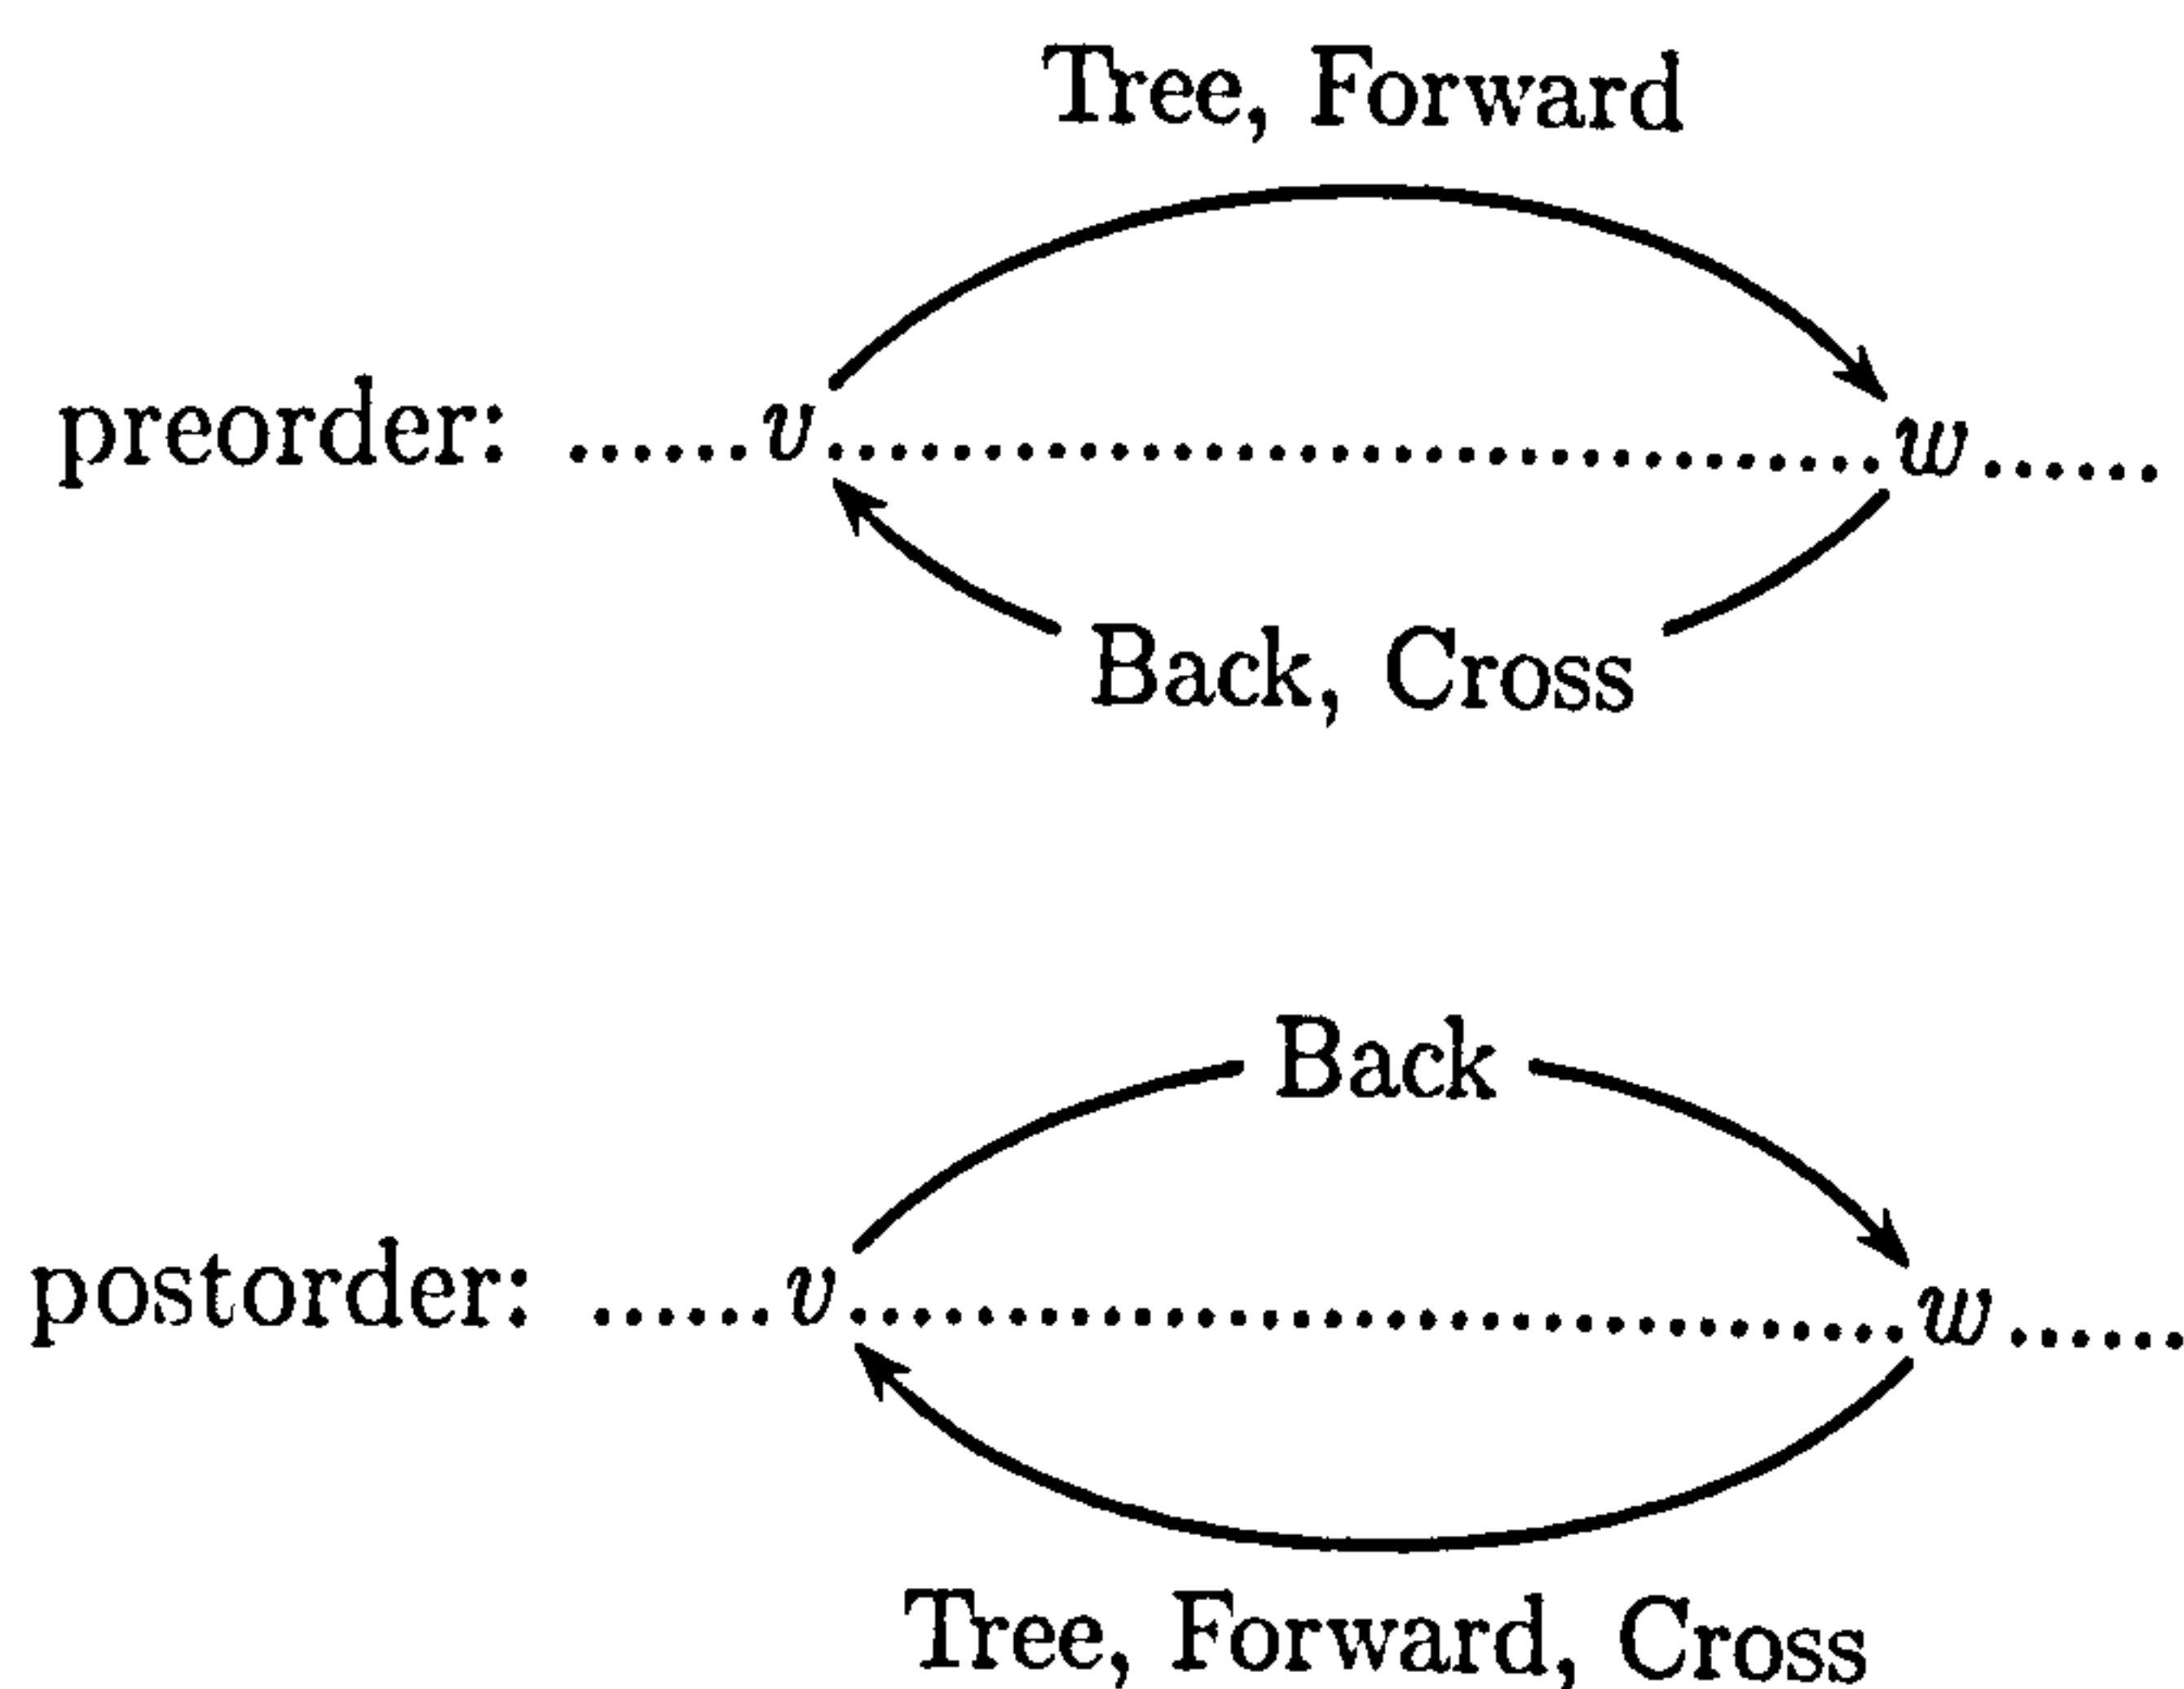 Tree, Forward
preorder: ......v..................................w......
Back, Cross
Back
postorder: ......v..................................w......
Tree, Forward, Cross